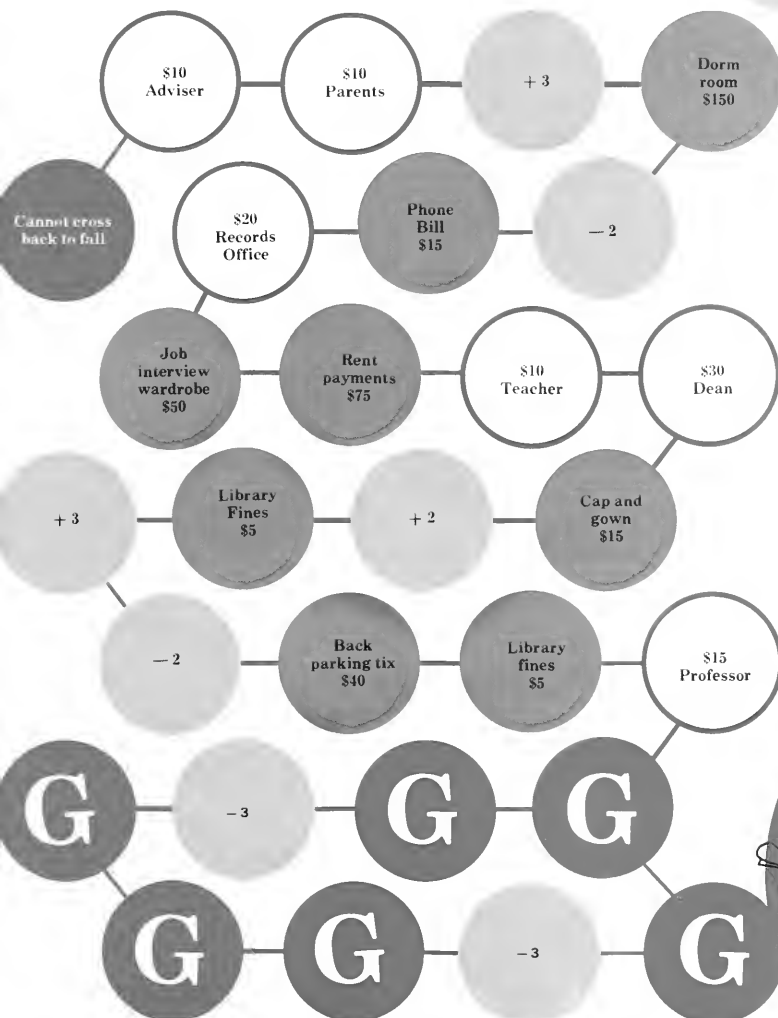 $10
Adviser
$10
Parents
+ 3
Dorm
room
$150
Cannot cross
back to fall
$20
Records
Office
Phone
Bill
$15
— 2
Job
interview
wardrobe
$50
Rent
payments
$75
$10
Teacher
$30
Dean
+ 3
Library
Fines
$5
+ 2
Cap and
gown
$15
— 2
Back
parking tix
$40
Library
fines
$5
$15
Professor
G
– 3
G
G
G
G
– 3
G